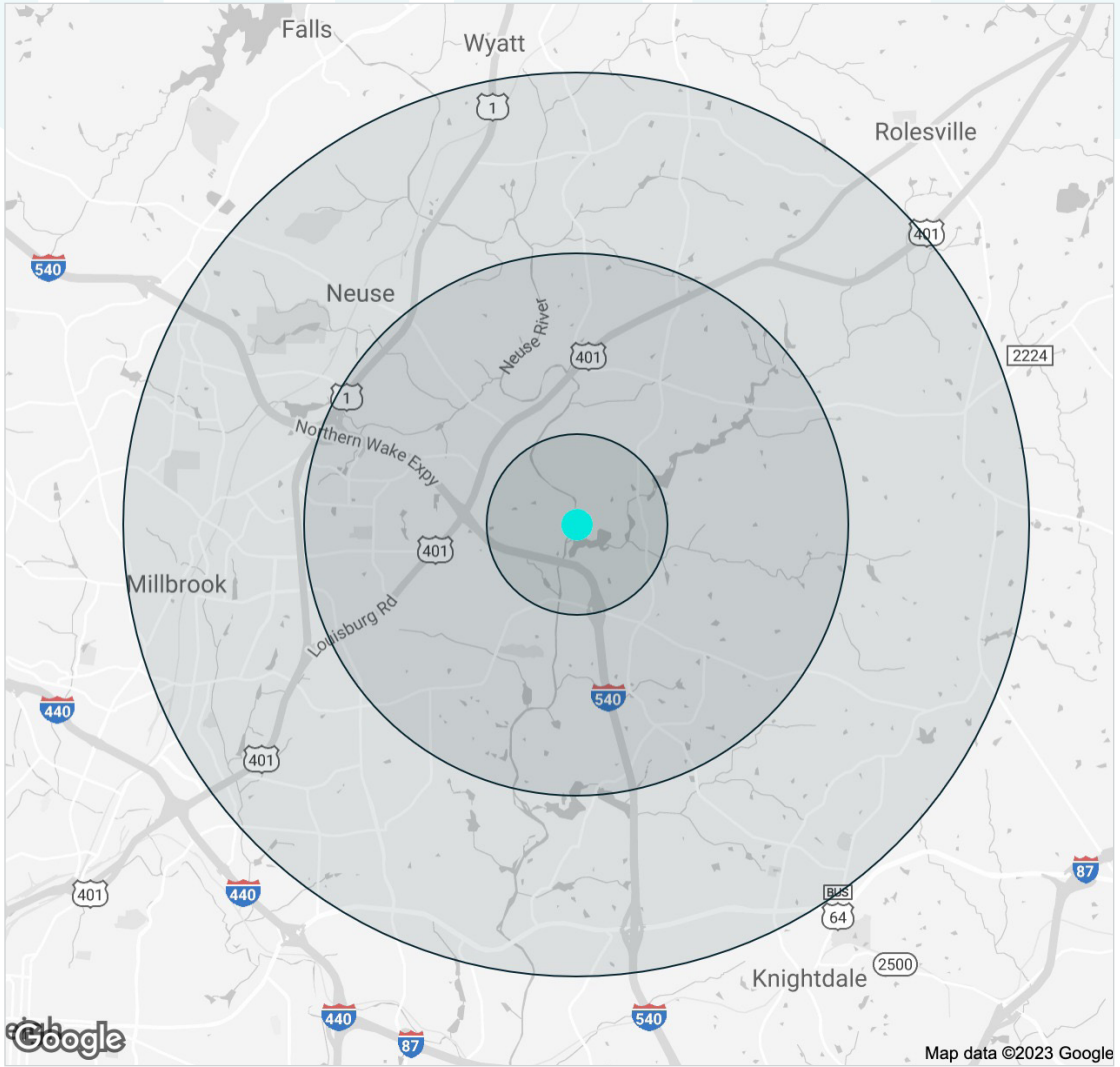 Falls
Wyatt
1
Rolesville
401
540
Neuse
Neuse River
2224
401
1
Northern Wake Expy
401
Millbrook
Louisburg Rd
540
440
401
87
401
440
BUS
64
2500
Knightdale
440
540
87
Google
Map data ©2023 Google